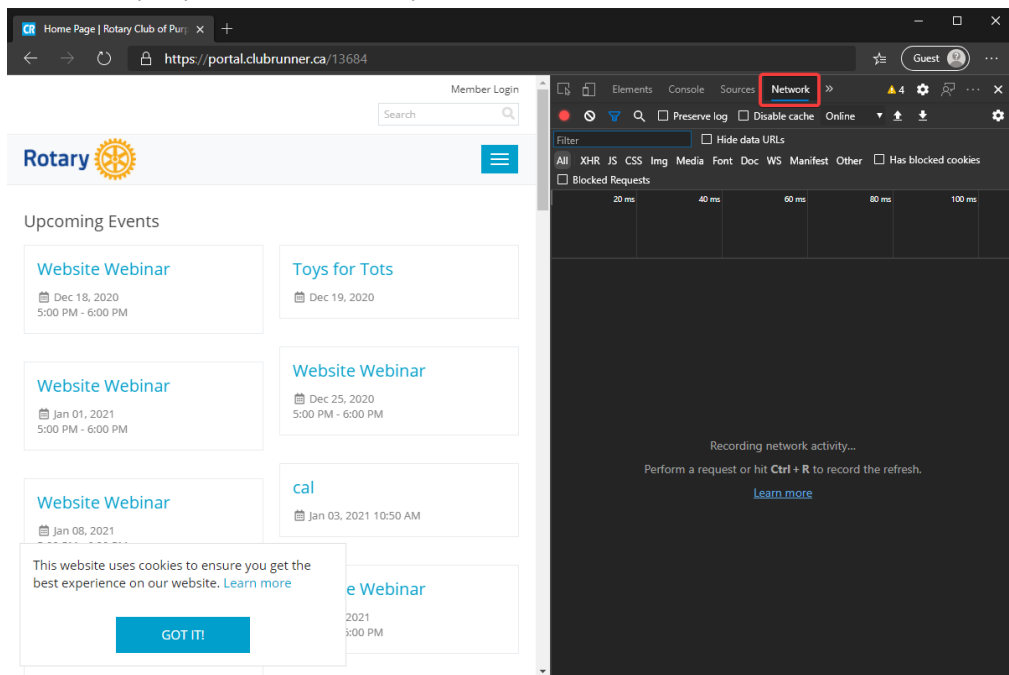 Home Page | Rotary Club of Pur
https://portal.clubrunner.ca/13684
Guest
Member Login
Search
Rotary
Upcoming Events
Website Webinar
Dec 18, 2020
5:00 PM - 6:00 PM
Toys for Tots
Dec 19, 2020
Website Webinar
Dec 25, 2020
5:00 PM - 6:00 PM
Website Webinar
Jan 01, 2021
5:00 PM - 6:00 PM
cal
Jan 03, 2021 10:50 AM
Website Webinar
Jan 08, 2021
e Webinar
2021
5:00 PM
This website uses cookies to ensure you get the
best experience on our website. Learn more
GOT IT!
Elements Console Sources Network » 4
Preserve log Disable cache Online
Filter Hide data URLs
All XHR JS CSS Img Media Font Doc WS Manifest Other Has blocked cookies
Blocked Requests
20 ms 40 ms 60 ms 80 ms 100 ms
Recording network activity...
Perform a request or hit Ctrl + R to record the refresh.
Learn more